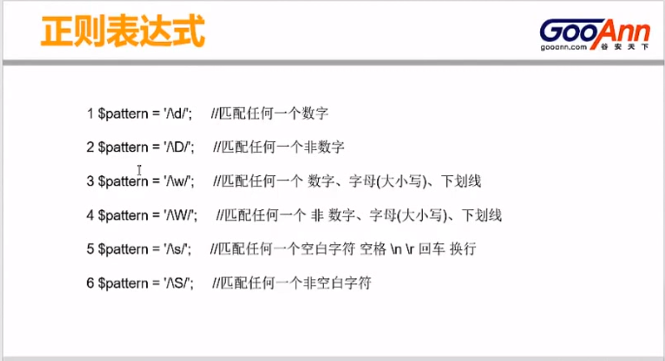 正则表达式
GooAnn
gooann.com 谷安天下
1 $pattern = '/\d/'; //匹配任何一个数字
2 $pattern = '/\D/'; //匹配任何一个非数字
3 $pattern = '/\w/'; //匹配任何一个 数字、字母(大小写)、下划线
4 $pattern = '/\W/'; //匹配任何一个 非 数字、字母(大小写)、下划线
5 $pattern = '/\s/'; //匹配任何一个空白字符 空格 \n \r 回车 换行
6 $pattern = '/\S/'; //匹配任何一个非空白字符